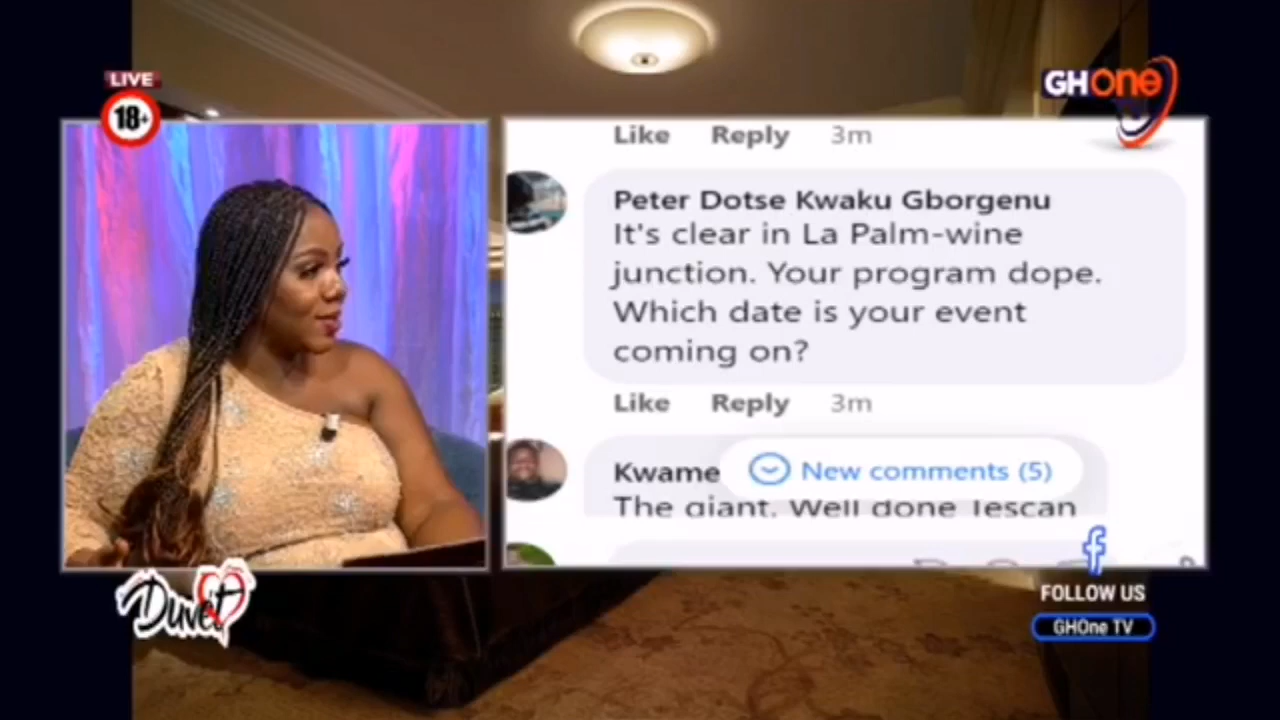 LIVE
18+
GHOne
TV
Like Reply 3m
Peter Dotse Kwaku Gborgenu
It's clear in La Palm-wine
junction. Your program dope.
Which date is your event
coming on?
Like Reply 3m
Kwame
New comments (5)
The giant. Well done Tescan
Duvet
FOLLOW US
GHOne TV